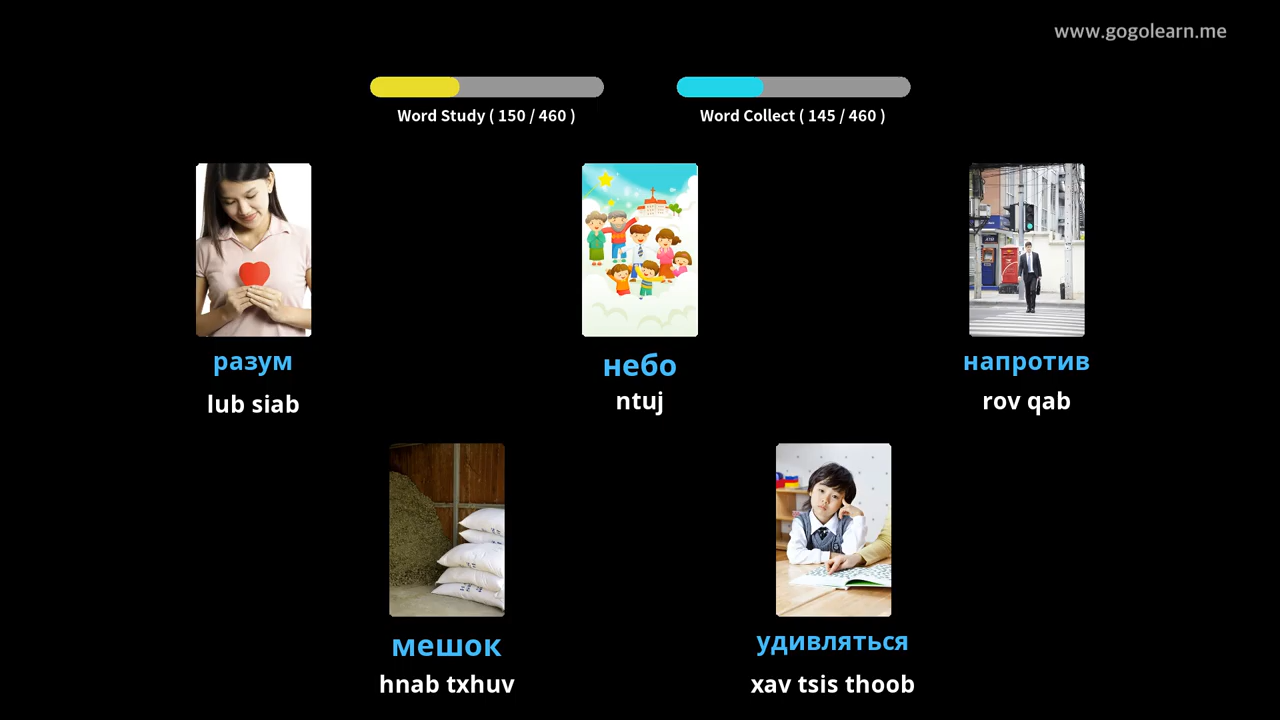 www.gogolearn.me
Word Study ( 150 / 460 )
Word Collect ( 145 / 460 )
разум
lub siab
небо
ntuj
напротив
rov qab
мешок
hnab txhuv
удивляться
xav tsis thoob